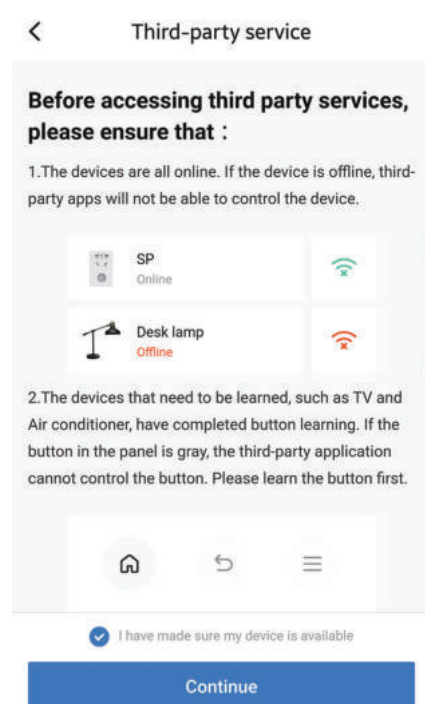 Third-party service
Before accessing third party services,
please ensure that：
1.The devices are all online. If the device is offline, third-
party apps will not be able to control the device.
SP
Online
Desk lamp
Offline
2.The devices that need to be learned, such as TV and
Air conditioner, have completed button learning. If the
button in the panel is gray, the third-party application
cannot control the button. Please learn the button first.
I have made sure my device is available
Continue